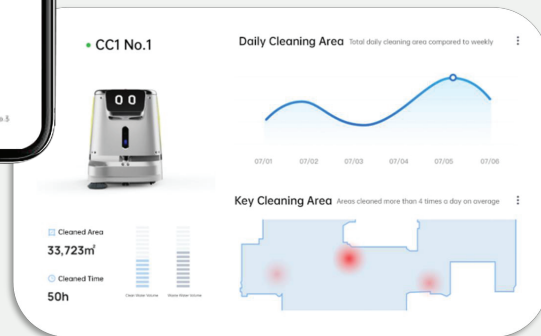 CC1 No.1
Daily Cleaning Area Total daily cleaning area compared to weekly
07/01 07/02 07/03 07/04 07/05 07/06
Key Cleaning Area Areas cleaned more than 4 times a day on average
Cleaned Area
33,723㎡
Cleaned Time
50h
Clean Water Volume Waste Water Volume